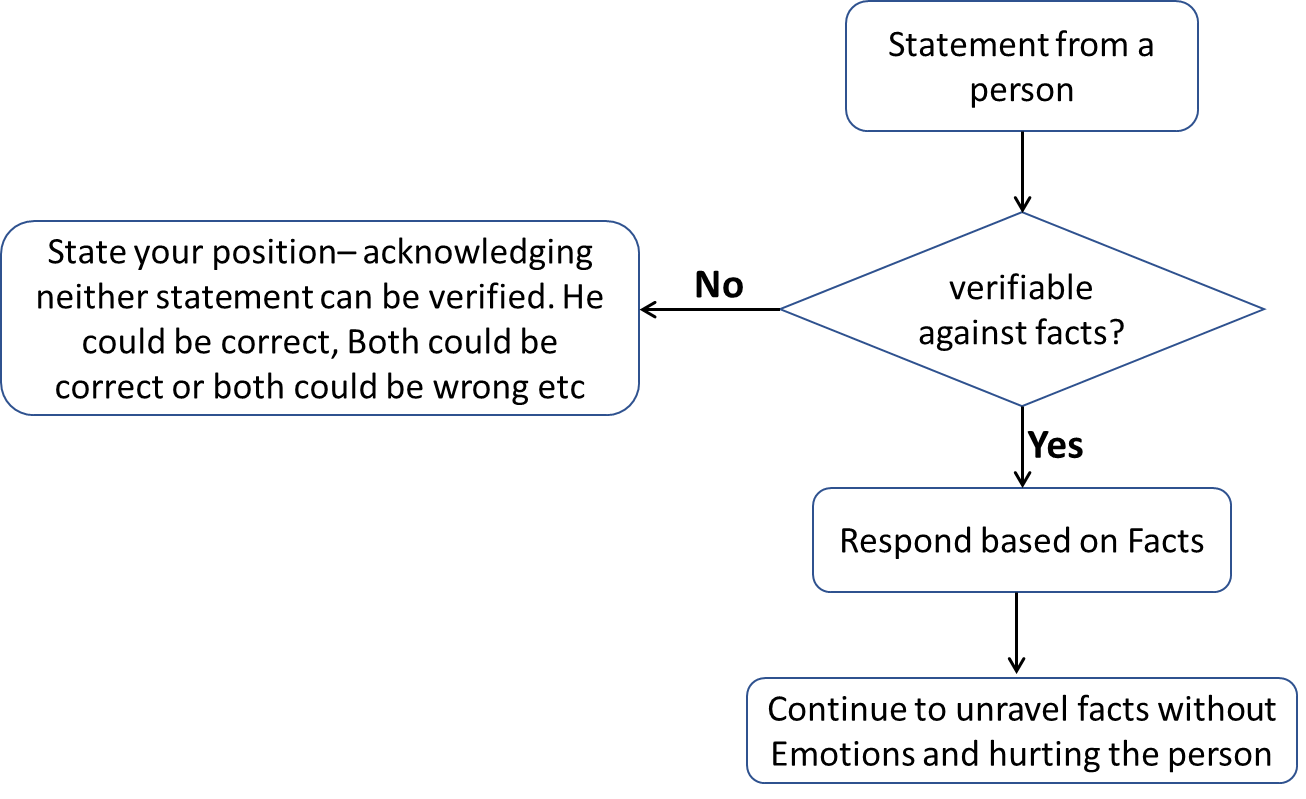 Statement from a
person
verifiable
against facts?
No
State your position– acknowledging
neither statement can be verified. He
could be correct, Both could be
correct or both could be wrong etc
Yes
Respond based on Facts
Continue to unravel facts without
Emotions and hurting the person